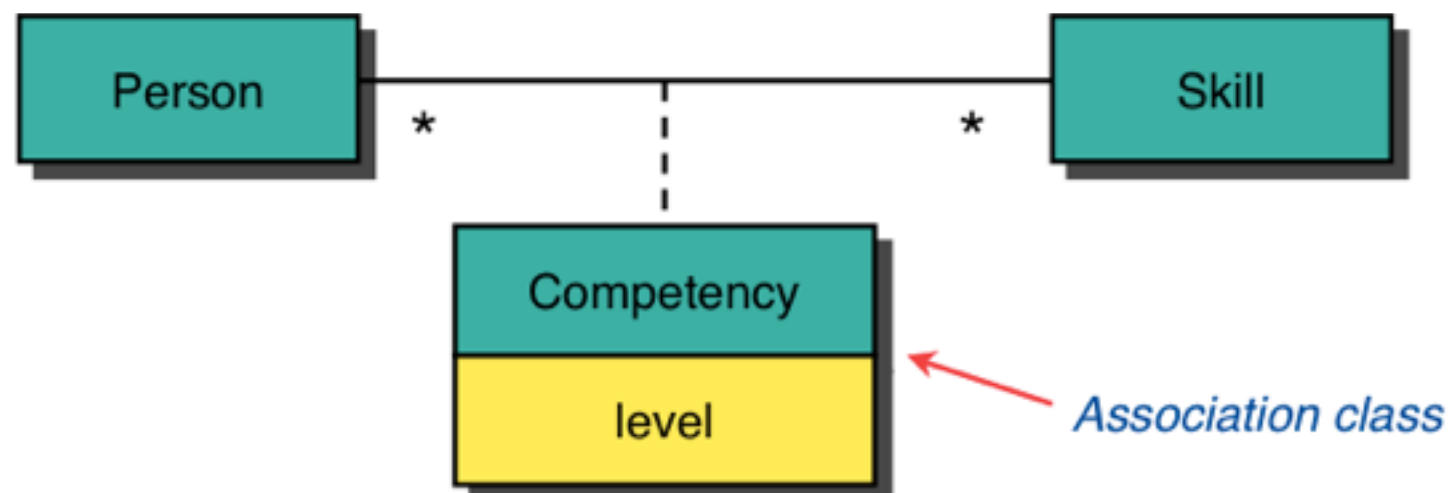 Person
Skill
*
*
Competency
level
Association class